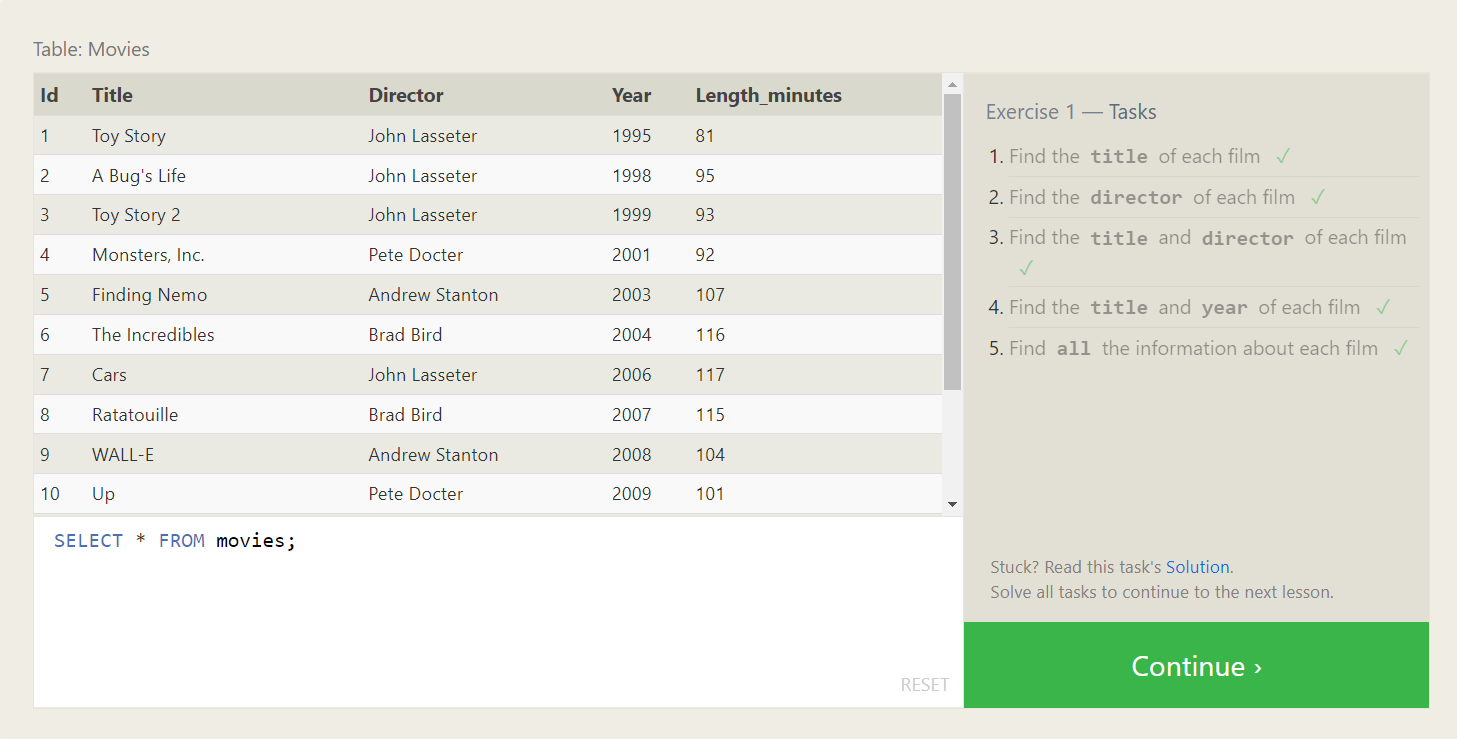 Table: Movies
Id Title Director Year Length_minutes
1 Toy Story John Lasseter 1995 81
2 A Bug's Life John Lasseter 1998 95
3 Toy Story 2 John Lasseter 1999 93
4 Monsters, Inc. Pete Docter 2001 92
5 Finding Nemo Andrew Stanton 2003 107
6 The Incredibles Brad Bird 2004 116
7 Cars John Lasseter 2006 117
8 Ratatouille Brad Bird 2007 115
9 WALL-E Andrew Stanton 2008 104
10 Up Pete Docter 2009 101
SELECT * FROM movies;
RESET
Exercise 1 — Tasks
1. Find the title of each film ✓
2. Find the director of each film ✓
3. Find the title and director of each film
✓
4. Find the title and year of each film ✓
5. Find all the information about each film ✓
Stuck? Read this task's Solution.
Solve all tasks to continue to the next lesson.
Continue ›